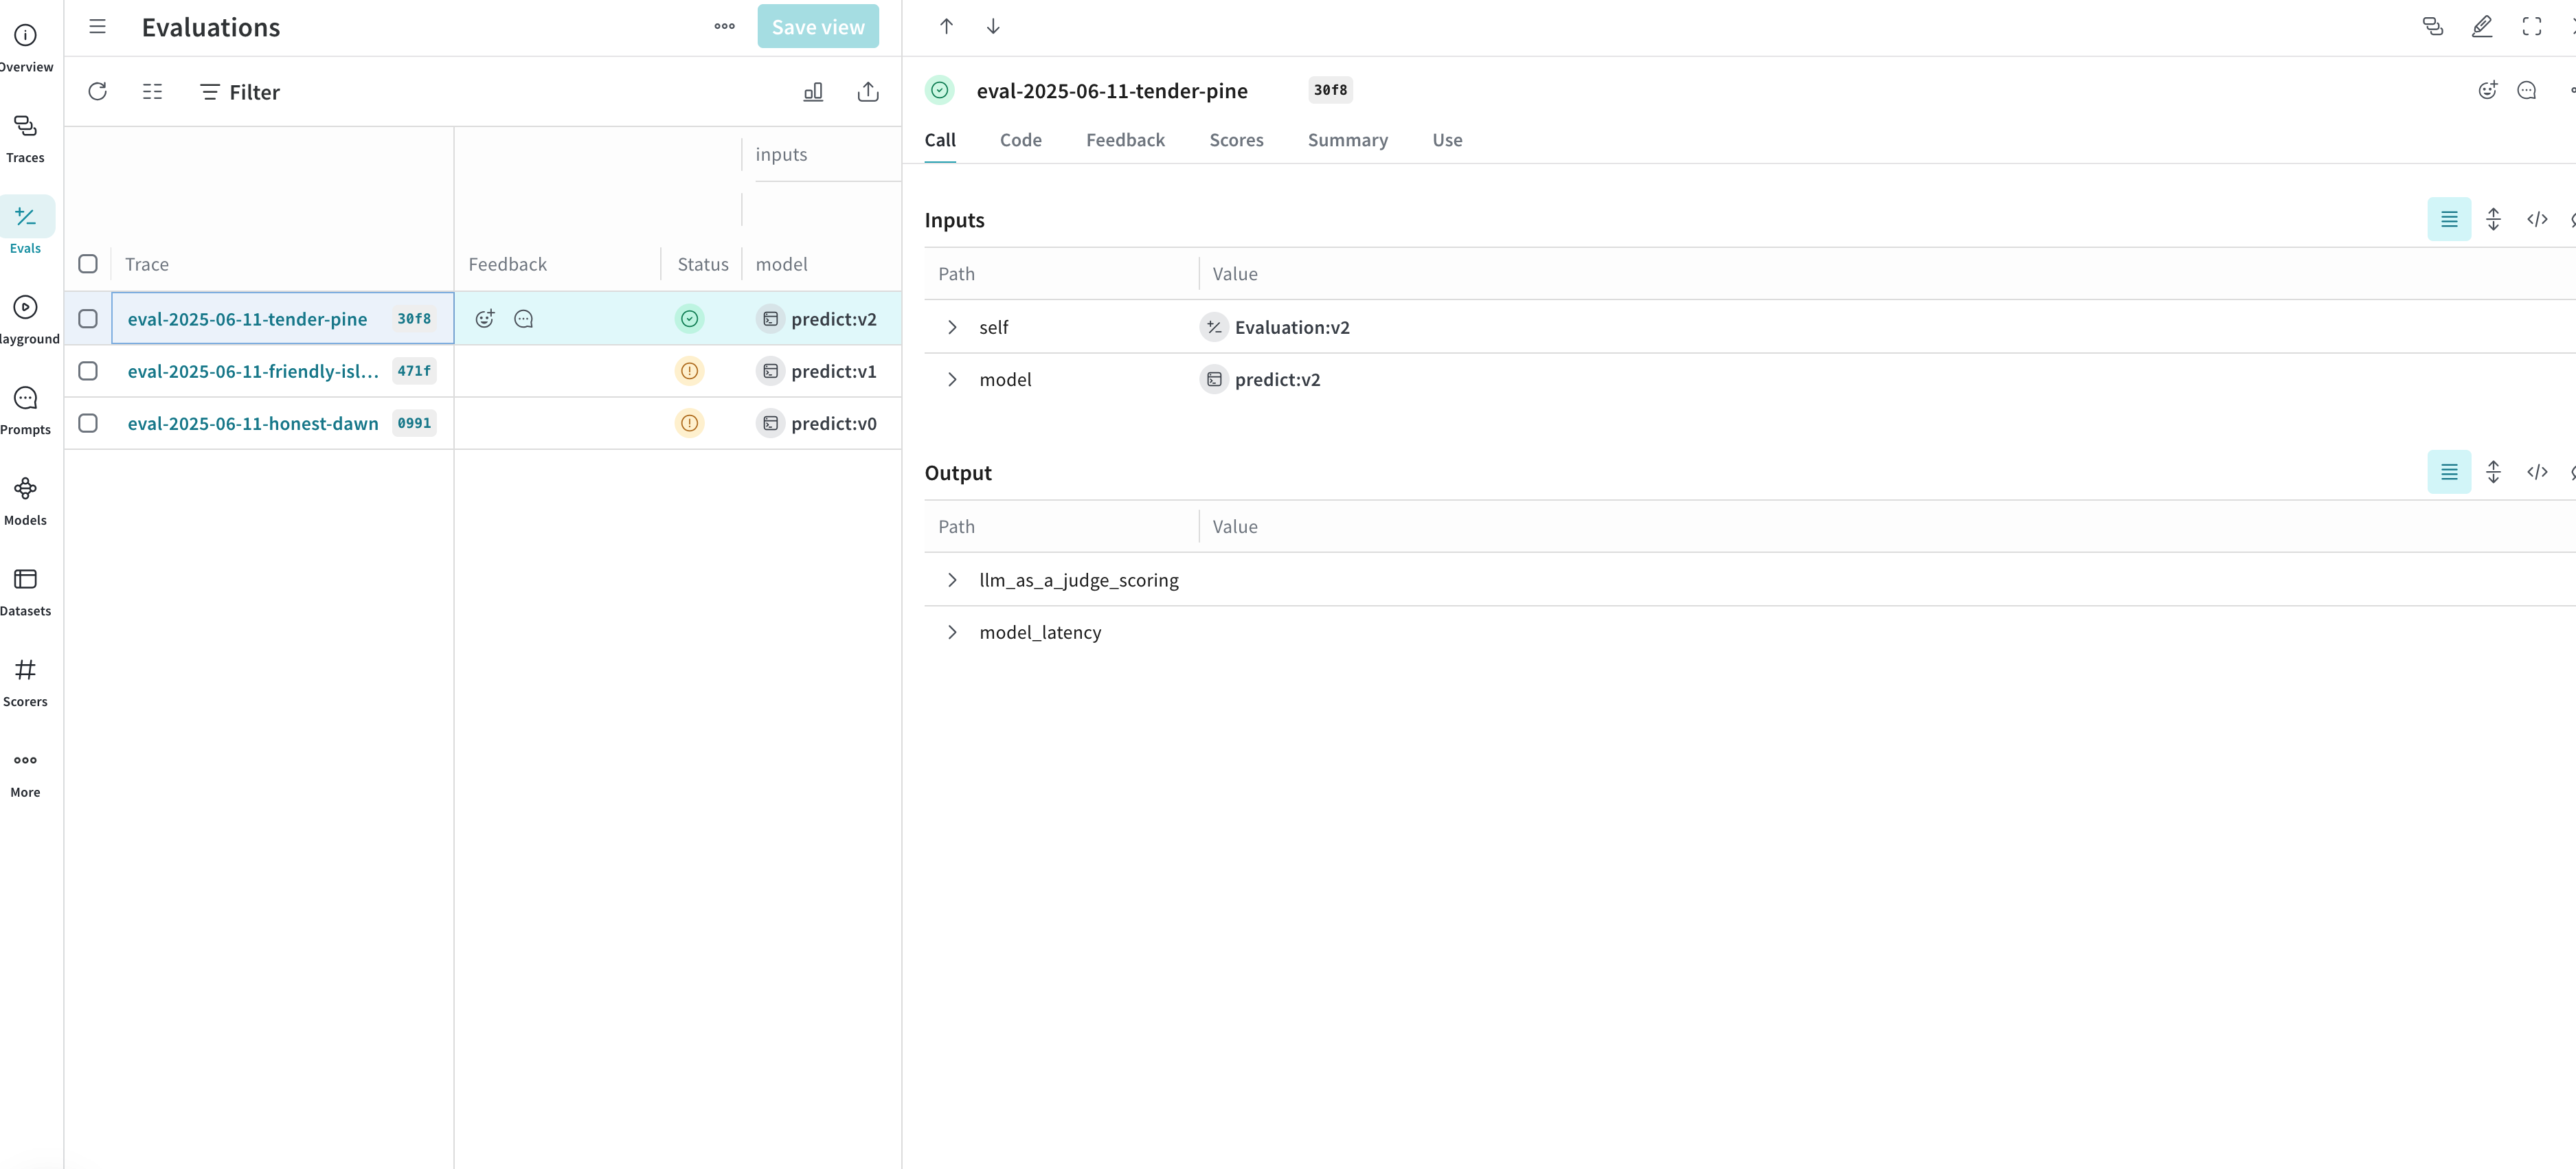 Overview
Traces
Evals
layground
Prompts
Models
Datasets
Scorers
More
Evaluations
Save view
Filter
inputs
Trace Feedback Status model
eval-2025-06-11-tender-pine 30f8 predict:v2
eval-2025-06-11-friendly-isl... 471f predict:v1
eval-2025-06-11-honest-dawn 0991 predict:v0
eval-2025-06-11-tender-pine 30f8
Call Code Feedback Scores Summary Use
Inputs
Path Value
self Evaluation:v2
model predict:v2
Output
Path Value
llm_as_a_judge_scoring
model_latency